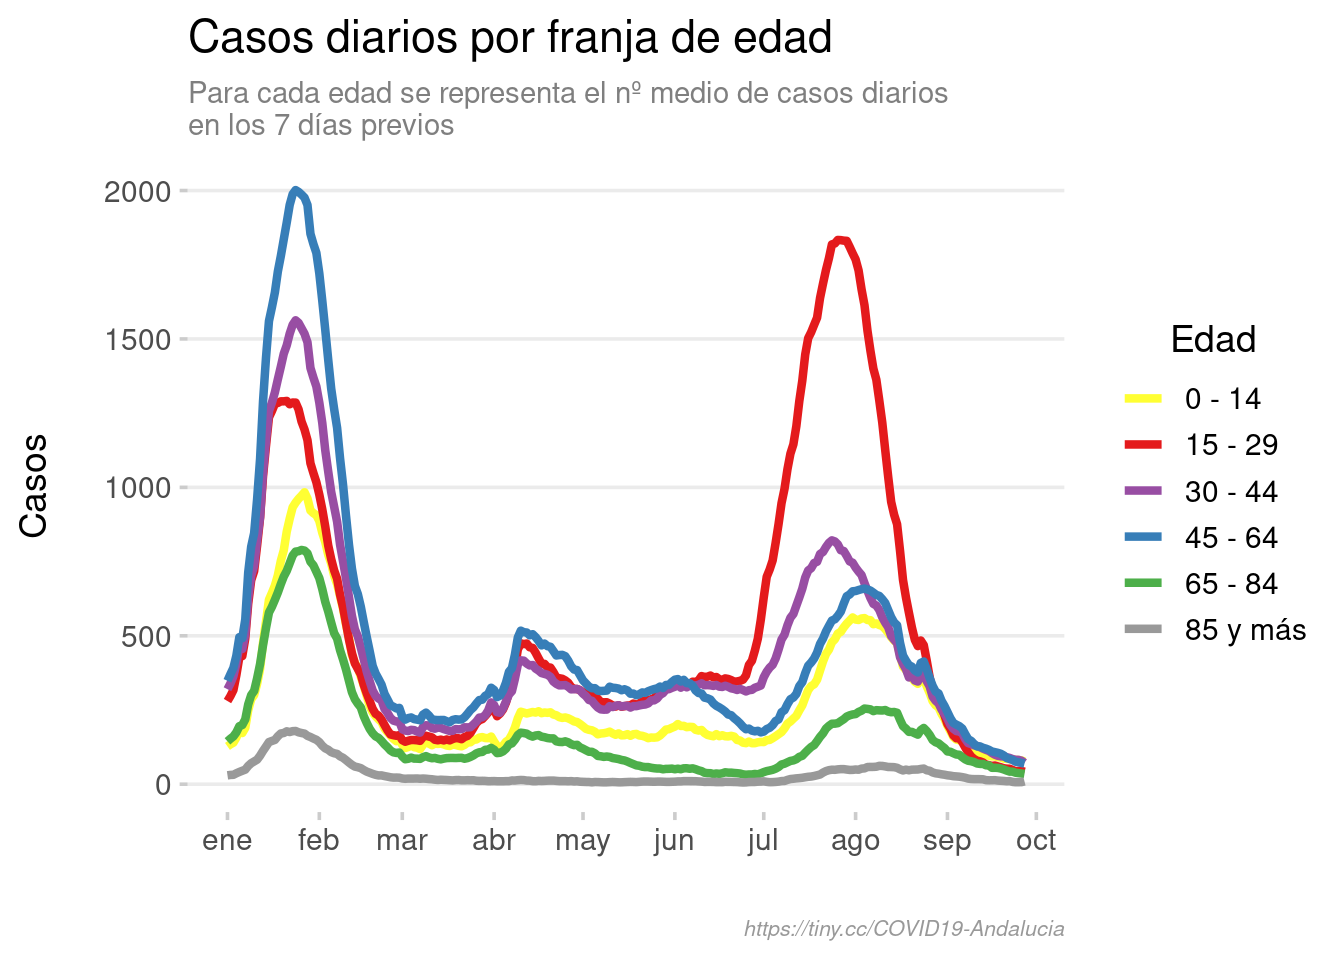 Casos diarios por franja de edad
Para cada edad se representa el nº medio de casos diarios
en los 7 días previos
2000
1500
1000
500
0
Casos
ene feb mar abr may jun jul ago sep oct
Edad
0 - 14
15 - 29
30 - 44
45 - 64
65 - 84
85 y más
https://tiny.cc/COVID19-Andalucia